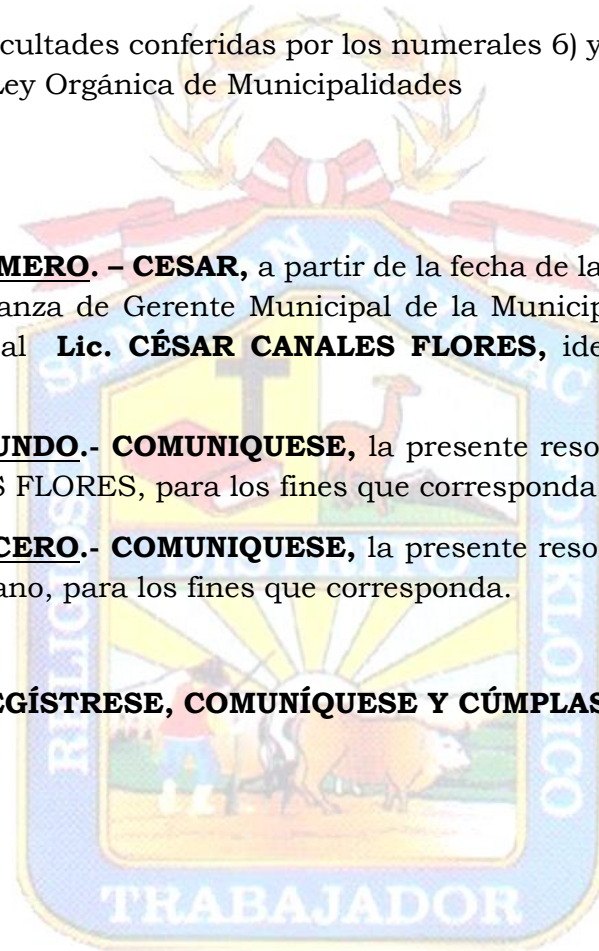 cultades conferidas por los numerales 6) y
Ley Orgánica de Municipalidades
MERO. – CESAR, a partir de la fecha de la
anza de Gerente Municipal de la Municip
al Lic. CÉSAR CANALES FLORES, ide
UNDO.- COMUNIQUESE, la presente reso
S FLORES, para los fines que corresponda
CERO.- COMUNIQUESE, la presente reso
ano, para los fines que corresponda.
EGÍSTRESE, COMUNÍQUESE Y CÚMPLAS
DISTRITO
FOLKLORICO
TRABAJADOR